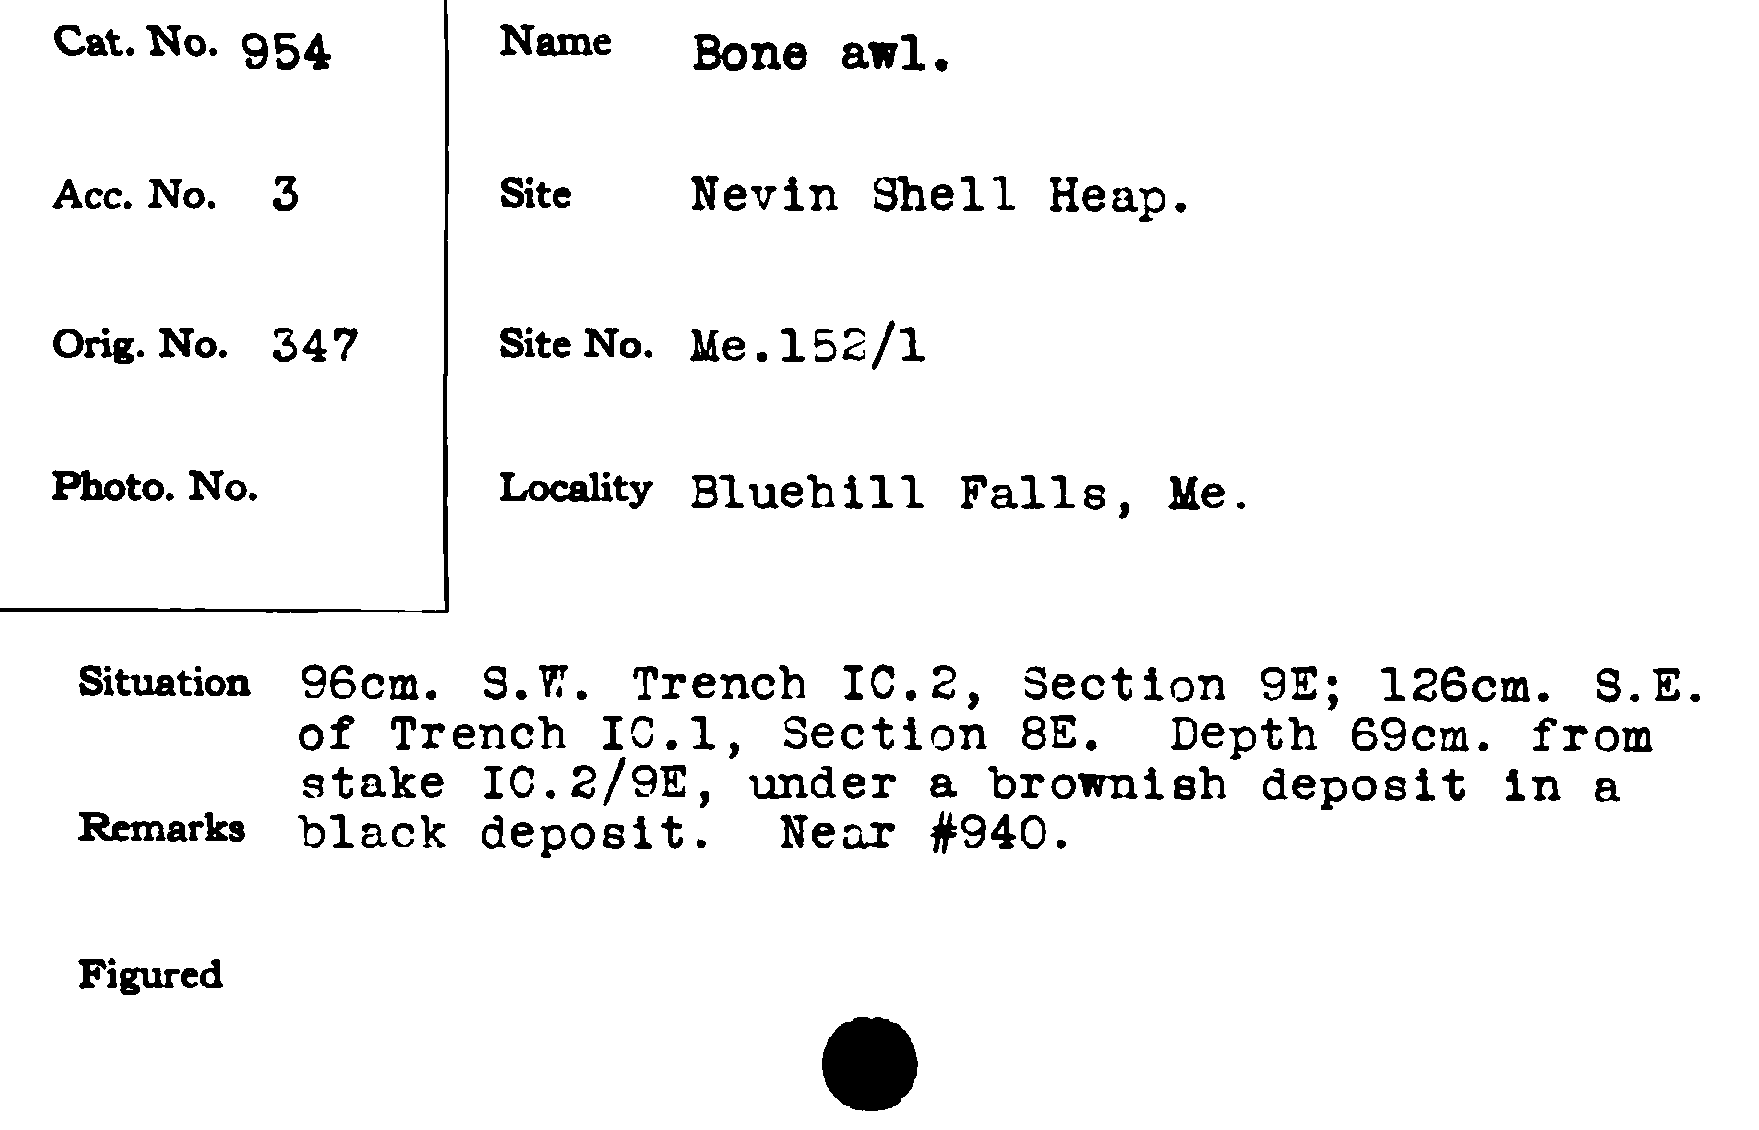 Cat. No. 954
Name Bone awl.
Acc. No. 3
Site Nevin Shell Heap.
Orig. No. 347
Site No. Me.152/1
Photo. No.
Locality Bluehill Falls, Me.
Situation 96cm. S.W. Trench IC.2, Section 9E; 126cm. S.E.
of Trench IC.1, Section 8E. Depth 69cm. from
stake IC.2/9E, under a brownish deposit in a
Remarks black deposit. Near #940.
Figured